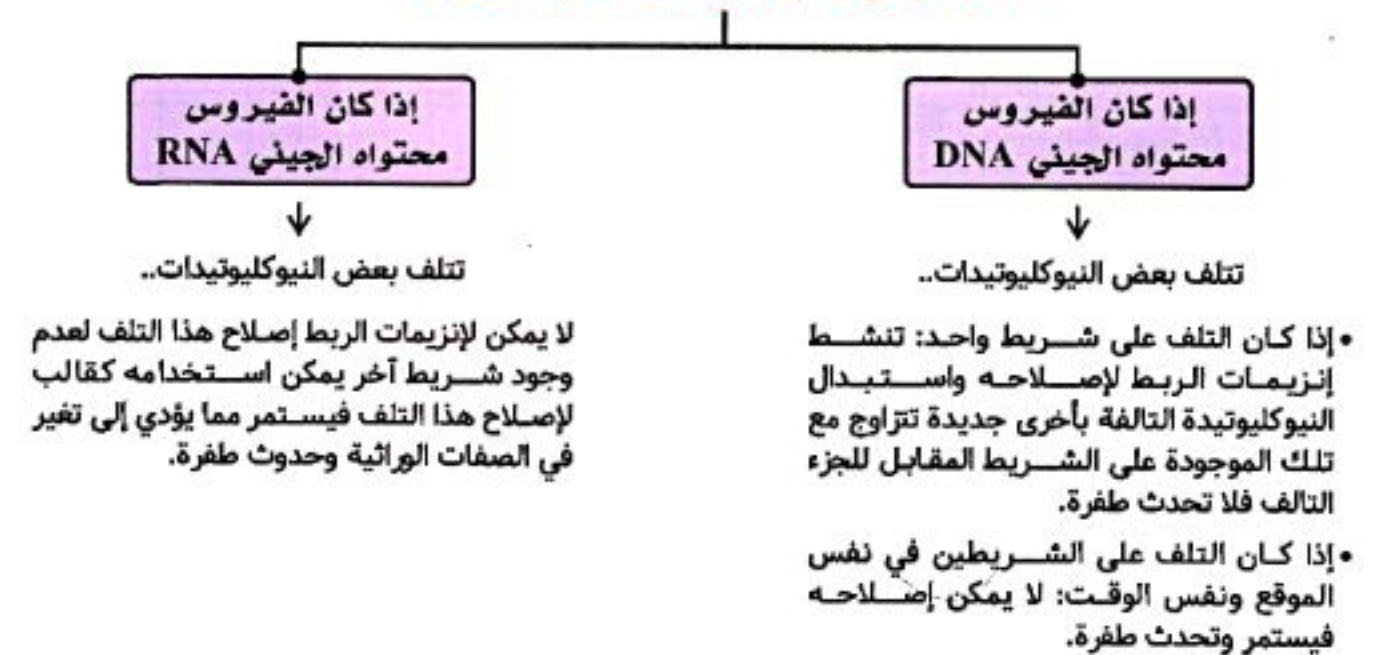 إذا كان الفيروس
محتواه الجيني DNA
تتلف بعض النيوكليوتيدات..
• إذا كان التلف على شريط واحد: تنشط
إنزيمات الربط لإصلاحه واستبدال
النيوكليوتيدة التالفة بأخرى جديدة تتزاوج مع
تلك الموجودة على الشريط المقابل للجزء
التالف فلا تحدث طفرة.
• إذا كان التلف على الشريطين في نفس
الموقع ونفس الوقت: لا يمكن إصلاحه
فيستمر وتحدث طفرة.
إذا كان الفيروس
محتواه الجيني RNA
تتلف بعض النيوكليوتيدات..
لا يمكن لإنزيمات الربط إصلاح هذا التلف لعدم
وجود شريط آخر يمكن استخدامه كقالب
لإصلاح هذا التلف فيستمر مما يؤدي إلى تغير
في الصفات الوراثية وحدوث طفرة.